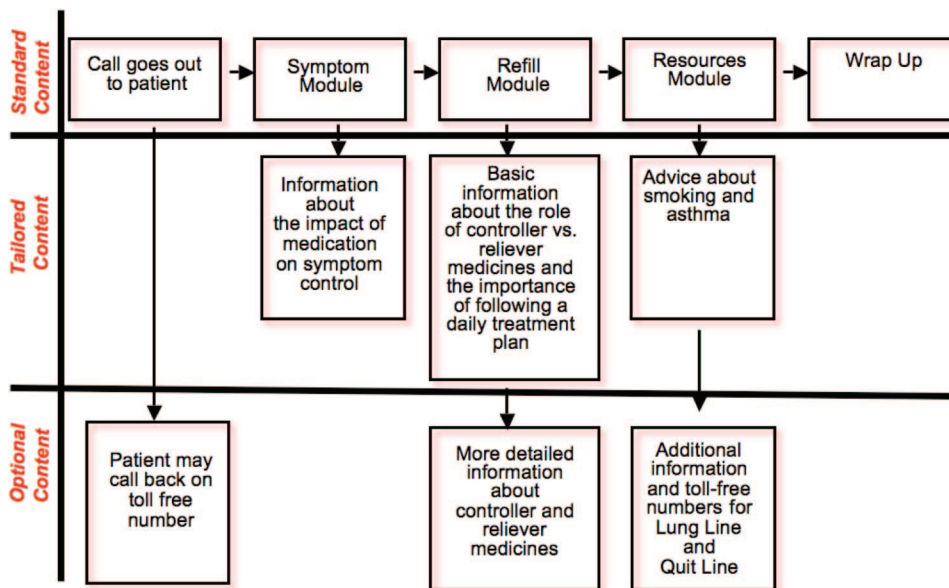 Standard
Content
Call goes out
to patient
Symptom
Module
Refill
Module
Resources
Module
Wrap Up
Tailored
Content
Information
about
the impact of
medication
on symptom
control
Basic
information
about the role
of controller vs.
reliever
medicines and
the importance
of following a
daily treatment
plan
Advice about
smoking and
asthma
Optional
Content
Patient may
call back on
toll free
number
More detailed
information
about
controller and
reliever
medicines
Additional
information
and toll-free
numbers for
Lung Line
and
Quit Line